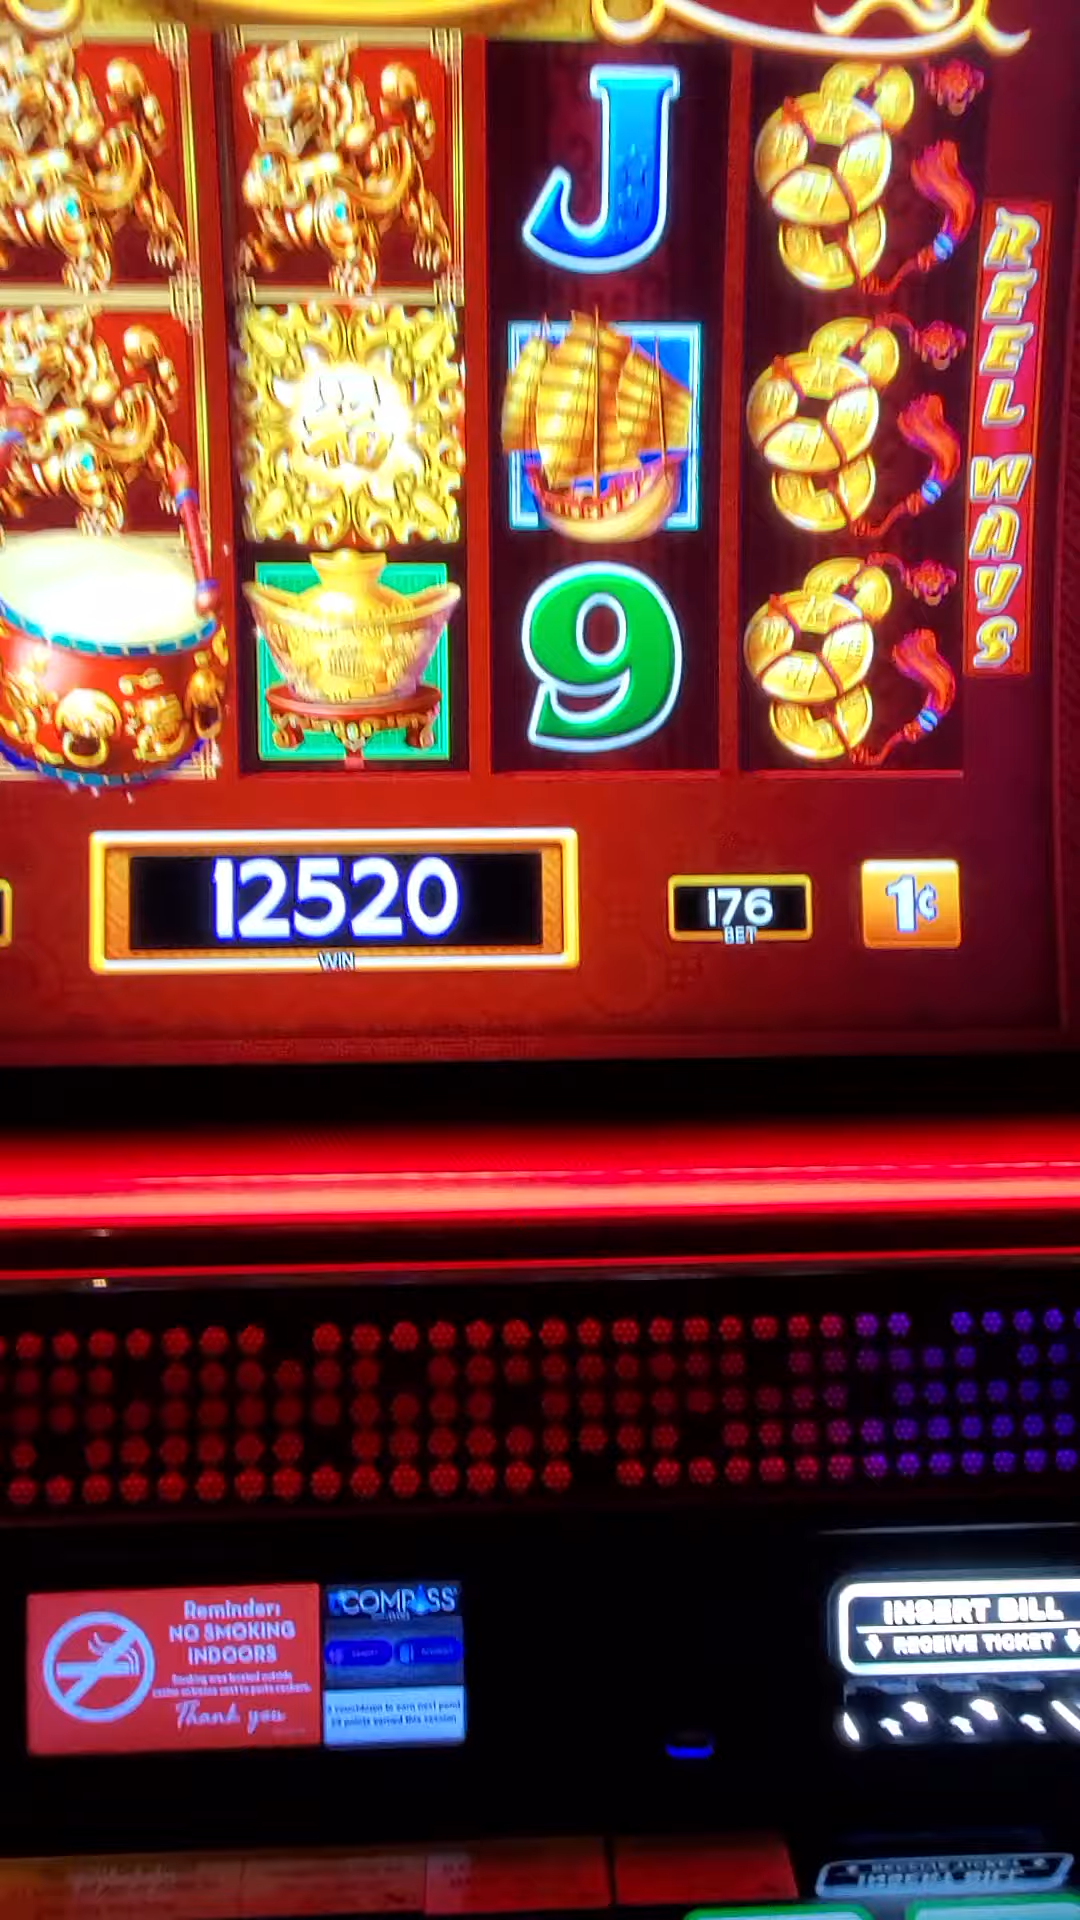 J
9
REEL WAYS
12520
WIN
176
BET
1¢
Reminder:
NO SMOKING
INDOORS
Thank you
COMPASS
INSERT BILL
RECEIVE TICKET